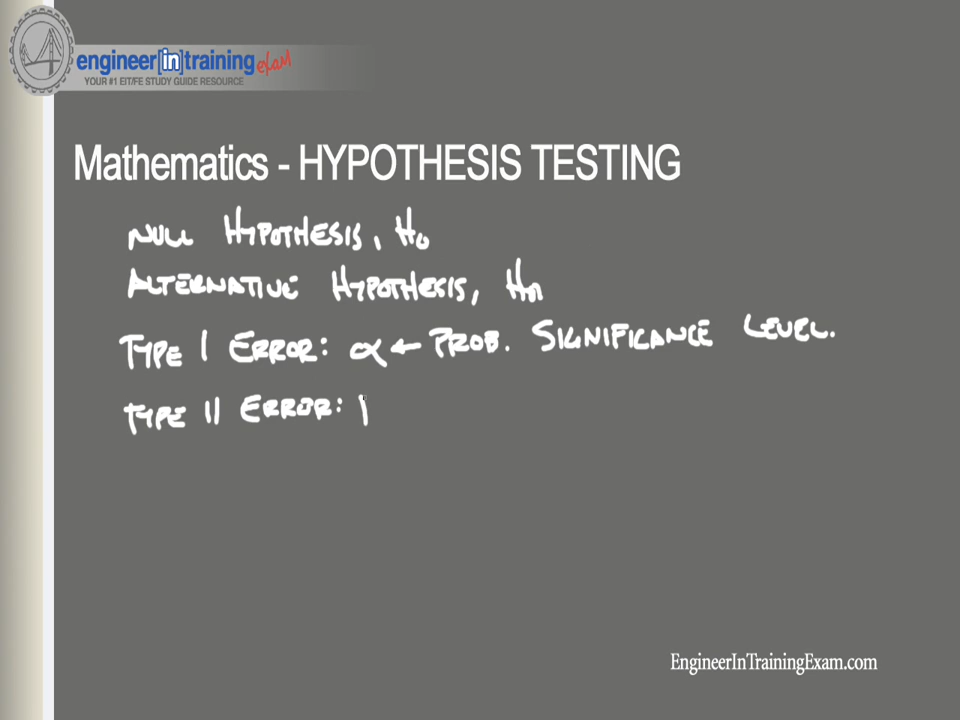 engineer[in]training exam
YOUR #1 EIT/FE STUDY GUIDE RESOURCE
Mathematics - HYPOTHESIS TESTING
NULL HYPOTHESIS, H0
ALTERNATIVE HYPOTHESIS, HA
TYPE I ERROR: α ← PROB. SIGNIFICANCE LEVEL.
TYPE II ERROR:
EngineerInTrainingExam.com